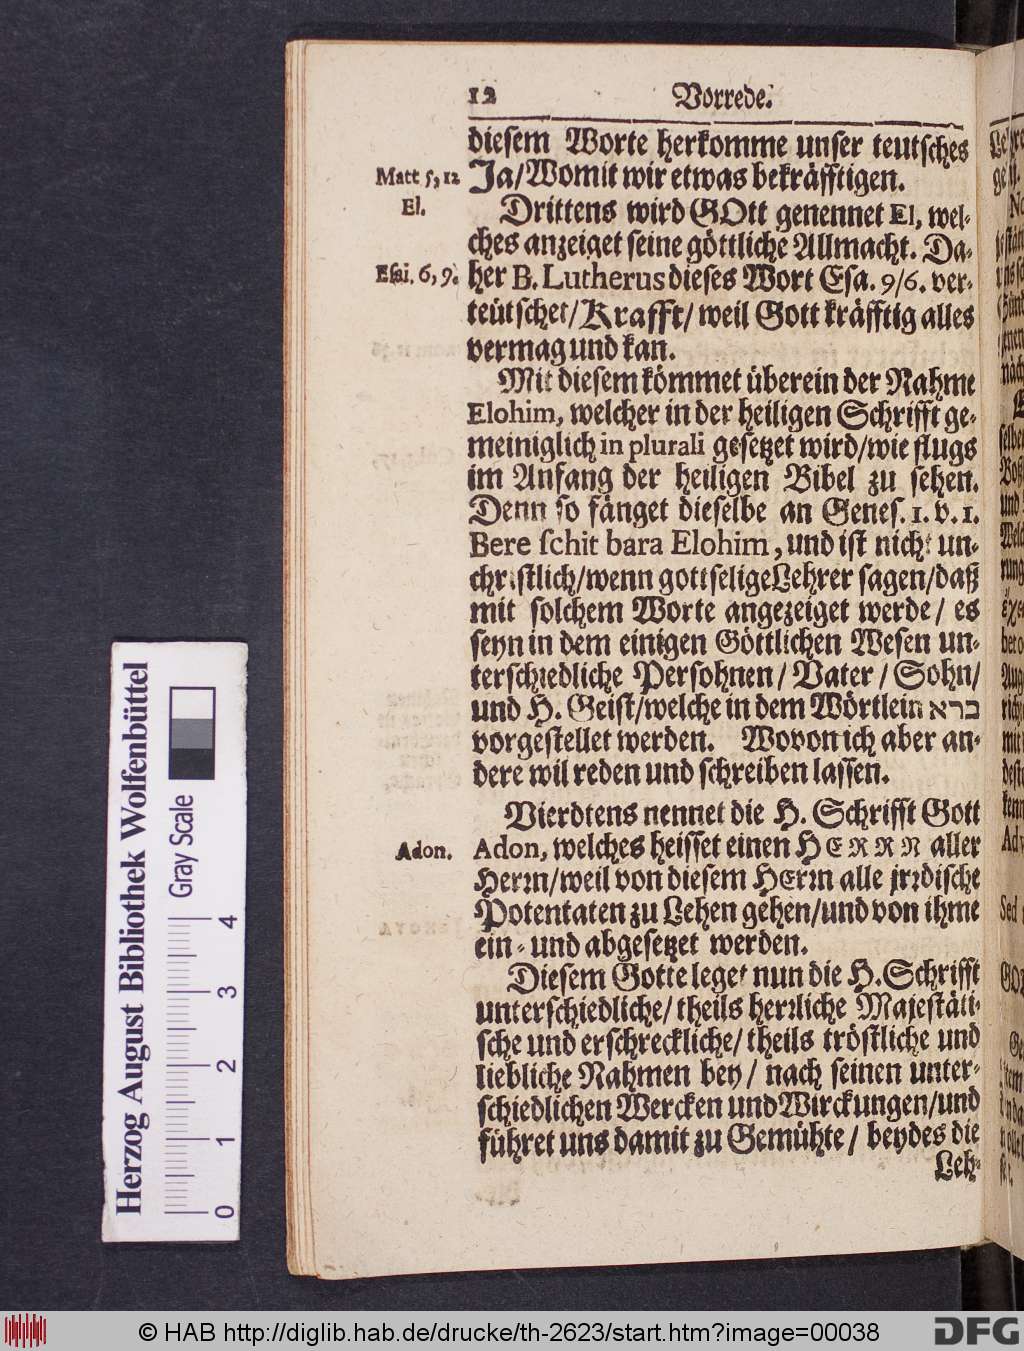 12 Vorrede.
diesem Worte herkomme unser teutsches
Matt 5, 12 Ja/Womit wir etwas bekräfftigen.
El. Drittens wird GOtt genennet El, wel-
ches anzeiget seine göttliche Allmacht. Da-
Esai. 6, 9. her B. Lutherus dieses Wort Esa. 9/6. ver-
teutschet/Krafft/ weil Gott kräfftig alles
vermag und kan.
Mit diesem kömmet überein der Nahme
Elohim, welcher in der heiligen Schrifft ge-
meiniglich in plurali gesetzet wird/wie flugs
im Anfang der heiligen Bibel zu sehen.
Denn so fänget dieselbe an Genes. 1. v. 1.
Bere schit bara Elohim, und ist nicht un-
christlich/wenn gottselige Lehrer sagen/daß
mit solchem Worte angezeiget werde/ es
seyn in dem einigen Göttlichen Wesen un-
terschiedliche Persohnen/ Vater/ Sohn/
und H. Geist/welche in dem Wörtlein ברא
vorgestellet werden. Wovon ich aber an-
dere wil reden und schreiben lassen.
Vierdtens nennet die H. Schrifft Gott
Adon. Adon, welches heisset einen HERRN aller
Herrn/weil von diesem HErrn alle jrrdische
Potentaten zu Lehen gehen/und von ihme
ein- und abgesetzet werden.
Diesem Gotte leget nun die H. Schrifft
unterschiedliche/ theils herrliche Majestäti-
sche und erschreckliche/ theils tröstliche und
liebliche Nahmen bey/ nach seinen unter-
schiedlichen Wercken und Wirckungen/und
führet uns damit zu Gemühte/ beydes die
Leh-
Herzog August Bibliothek Wolfenbüttel
Gray Scale
0 1 2 3 4
© HAB http://diglib.hab.de/drucke/th-2623/start.htm?image=00038
DFG